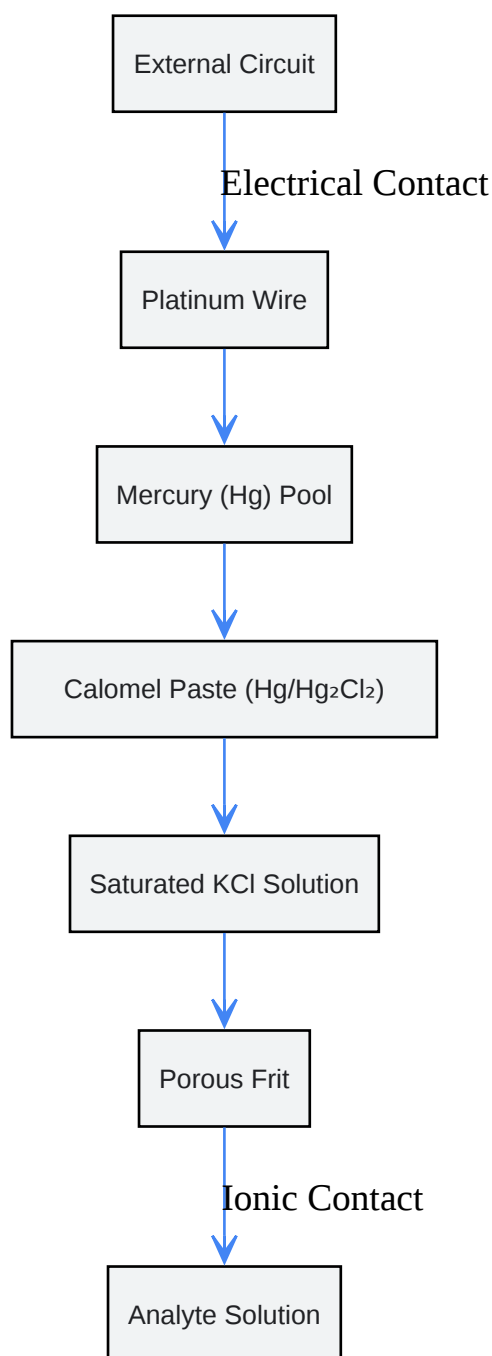 External Circuit
Electrical Contact
Platinum Wire
Mercury (Hg) Pool
Calomel Paste (Hg/Hg₂Cl₂)
Saturated KCl Solution
Porous Frit
Ionic Contact
Analyte Solution